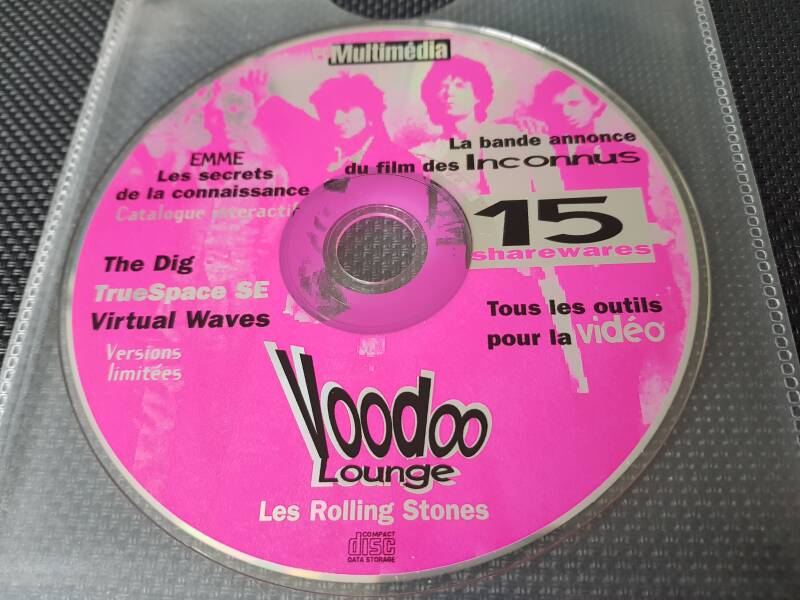 Multimédia
EMME
Les secrets
de la connaissance
Catalogue interactif
La bande annonce
du film des Inconnus
15
sharewares
The Dig
TrueSpace SE
Virtual Waves
Versions
limitées
Tous les outils
pour la vidéo
Voodoo
Lounge
Les Rolling Stones
COMPACT
disc
DATA STORAGE